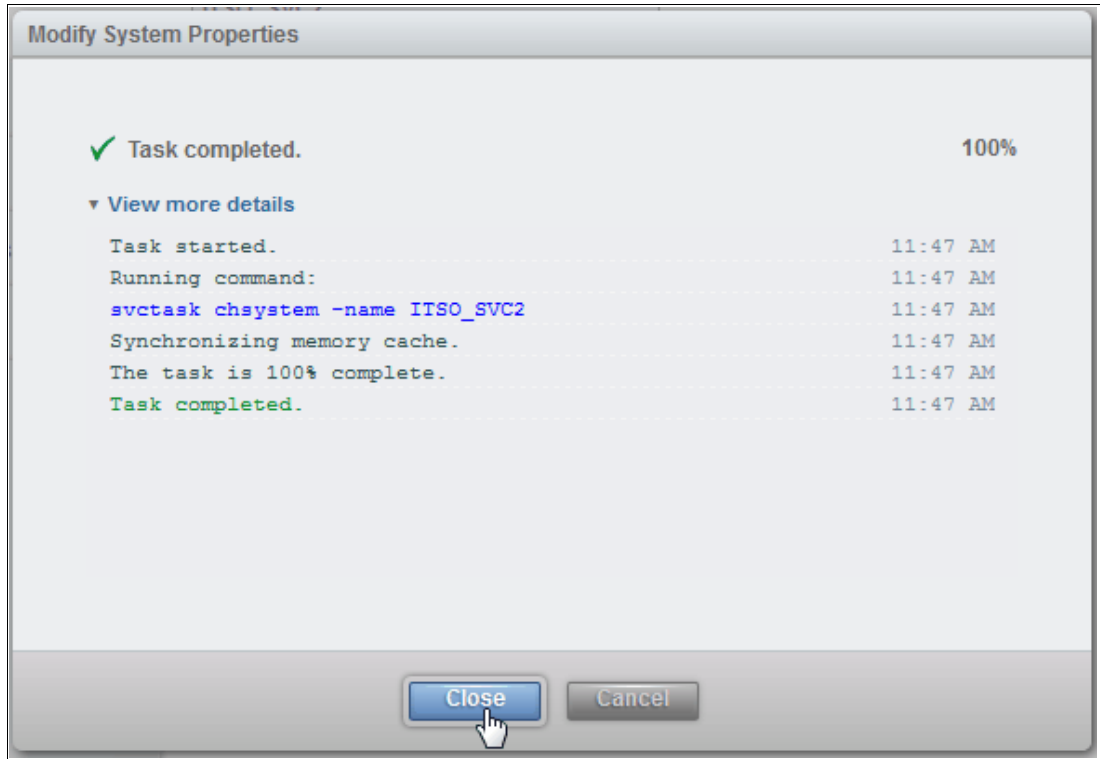 Modify System Properties
Task completed. 100%
View more details
Task started. 11:47 AM
Running command: 11:47 AM
svctask chsystem -name ITSO_SVC2 11:47 AM
Synchronizing memory cache. 11:47 AM
The task is 100% complete. 11:47 AM
Task completed. 11:47 AM
Close Cancel